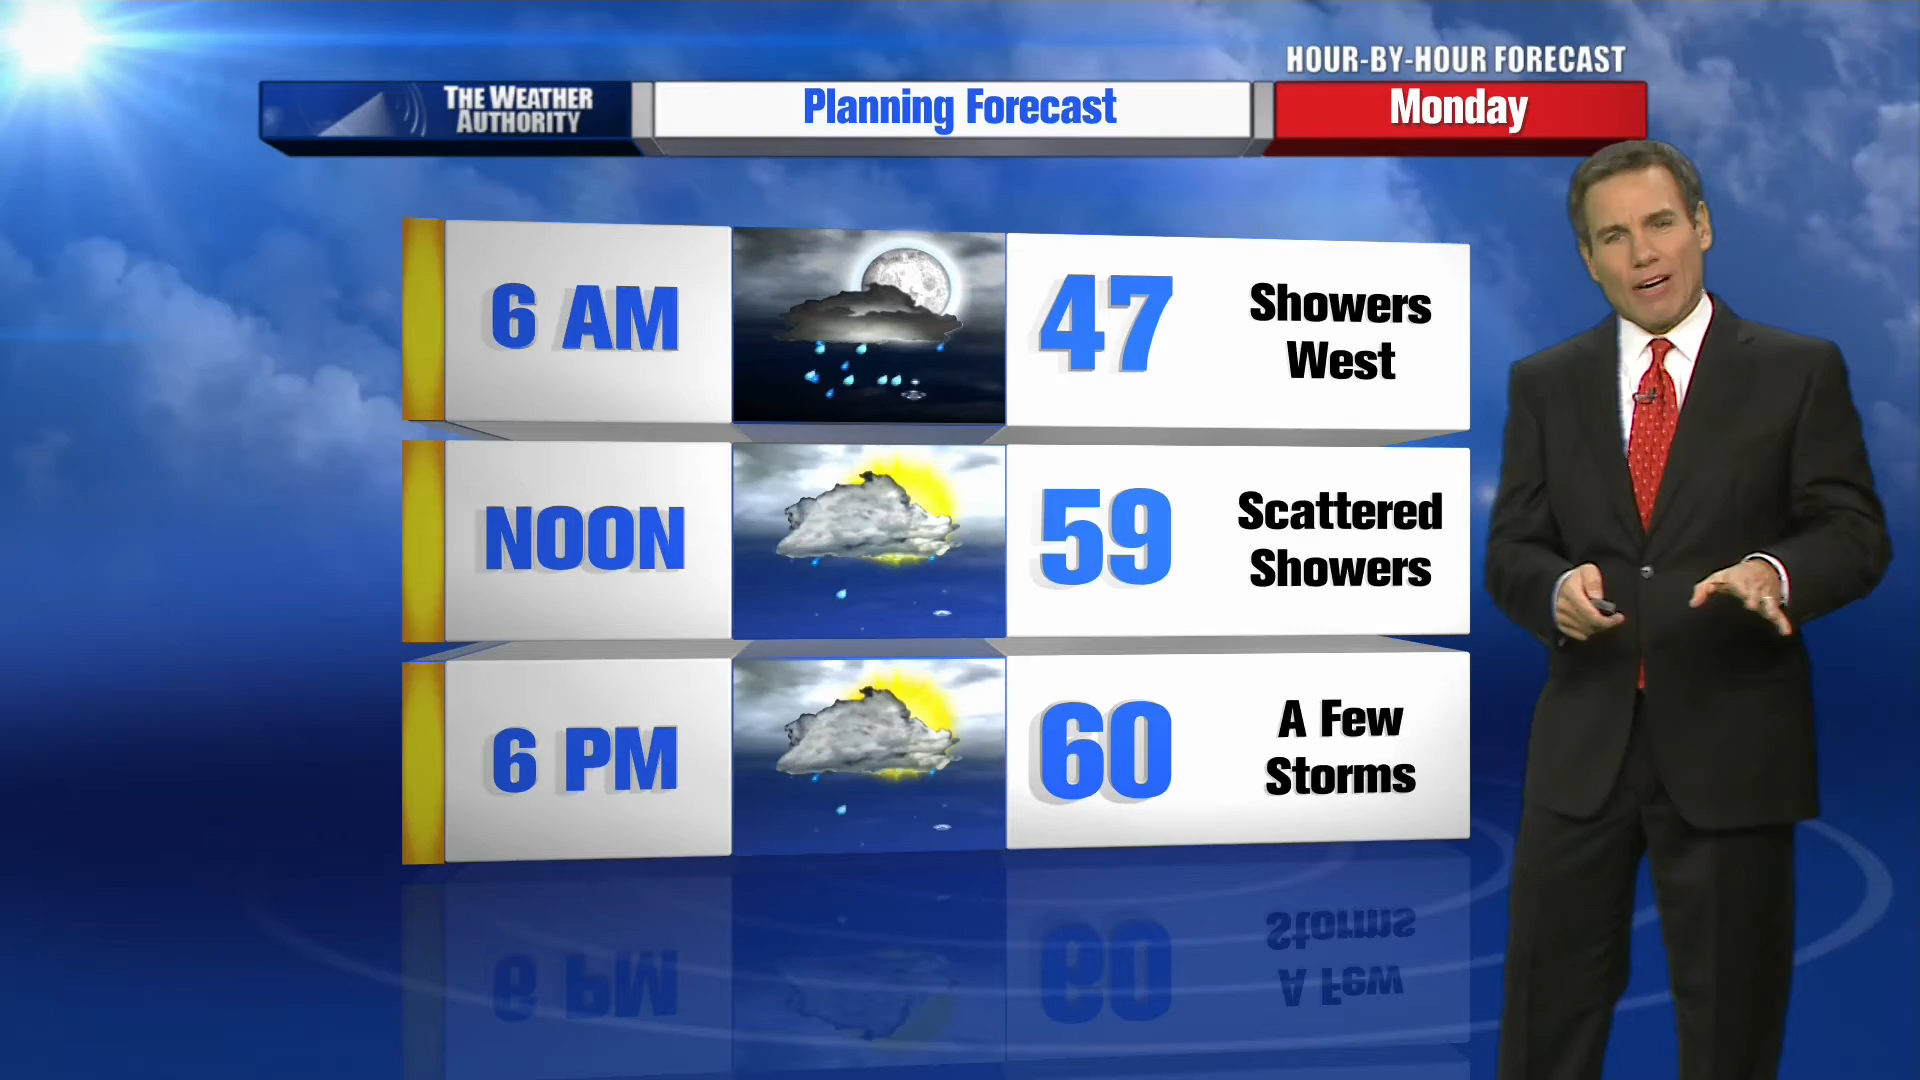 HOUR-BY-HOUR FORECAST
THE WEATHER
AUTHORITY
Planning Forecast
Monday
6 AM
47
Showers
West
NOON
59
Scattered
Showers
6 PM
60
A Few
Storms